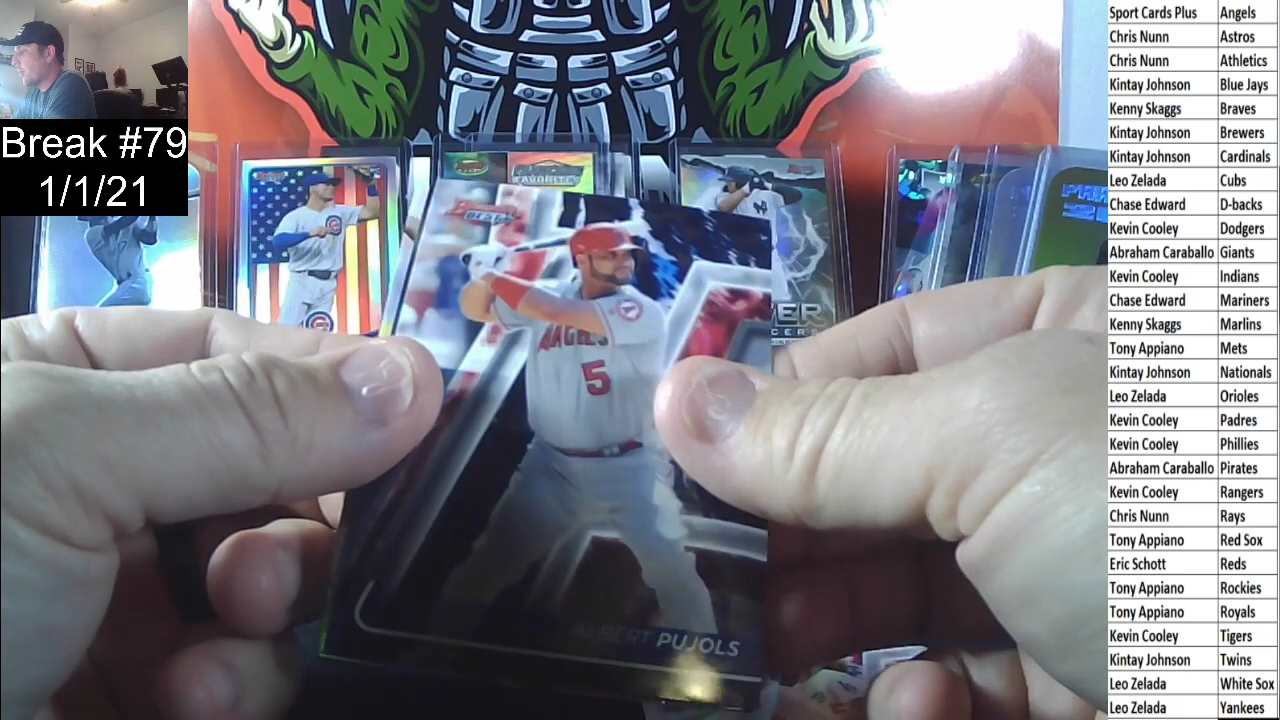 Break #79
1/1/21
Bowman's Best
ANGELS
5
ALBERT PUJOLS
Sport Cards Plus Angels
Chris Nunn Astros
Chris Nunn Athletics
Kintay Johnson Blue Jays
Kenny Skaggs Braves
Kintay Johnson Brewers
Kintay Johnson Cardinals
Leo Zelada Cubs
Chase Edward D-backs
Kevin Cooley Dodgers
Abraham Caraballo Giants
Kevin Cooley Indians
Chase Edward Mariners
Kenny Skaggs Marlins
Tony Appiano Mets
Kintay Johnson Nationals
Leo Zelada Orioles
Kevin Cooley Padres
Kevin Cooley Phillies
Abraham Caraballo Pirates
Kevin Cooley Rangers
Chris Nunn Rays
Tony Appiano Red Sox
Eric Schott Reds
Tony Appiano Rockies
Tony Appiano Royals
Kevin Cooley Tigers
Kintay Johnson Twins
Leo Zelada White Sox
Leo Zelada Yankees